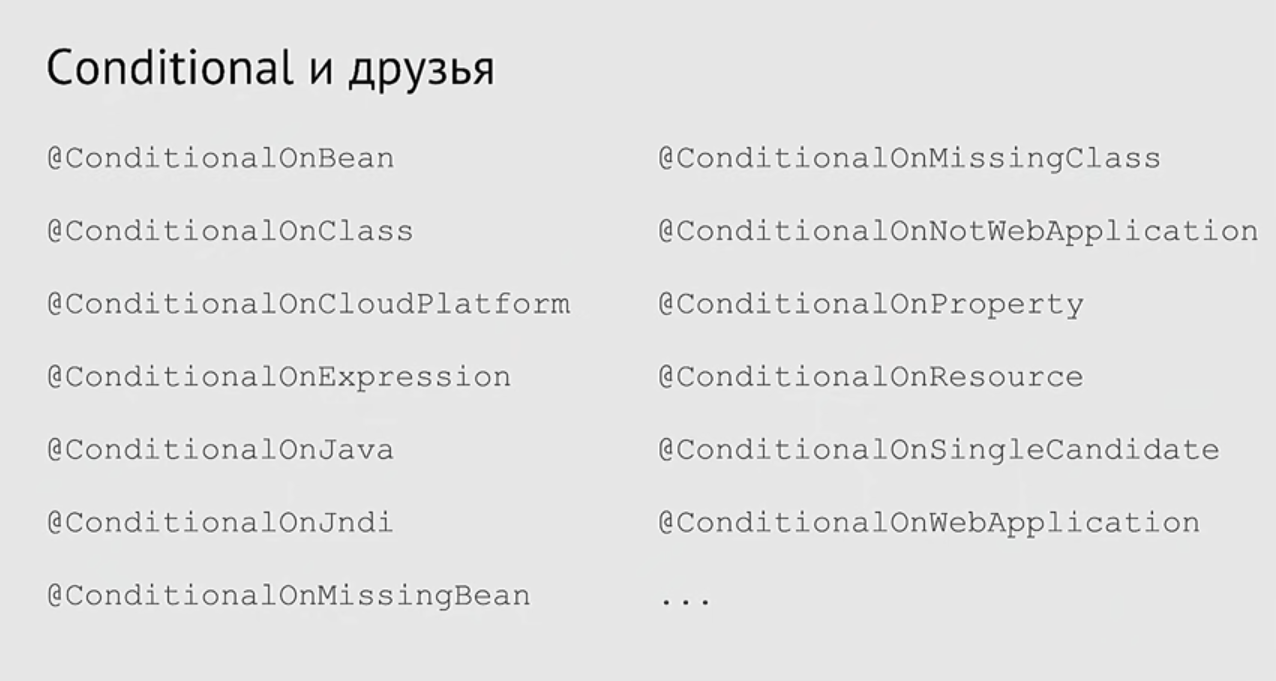 Conditional и друзья
@ConditionalOnBean
@ConditionalOnClass
@ConditionalOnCloudPlatform
@ConditionalOnExpression
@ConditionalOnJava
@ConditionalOnJndi
@ConditionalOnMissingBean
@ConditionalOnMissingClass
@ConditionalOnNotWebApplication
@ConditionalOnProperty
@ConditionalOnResource
@ConditionalOnSingleCandidate
@ConditionalOnWebApplication
...